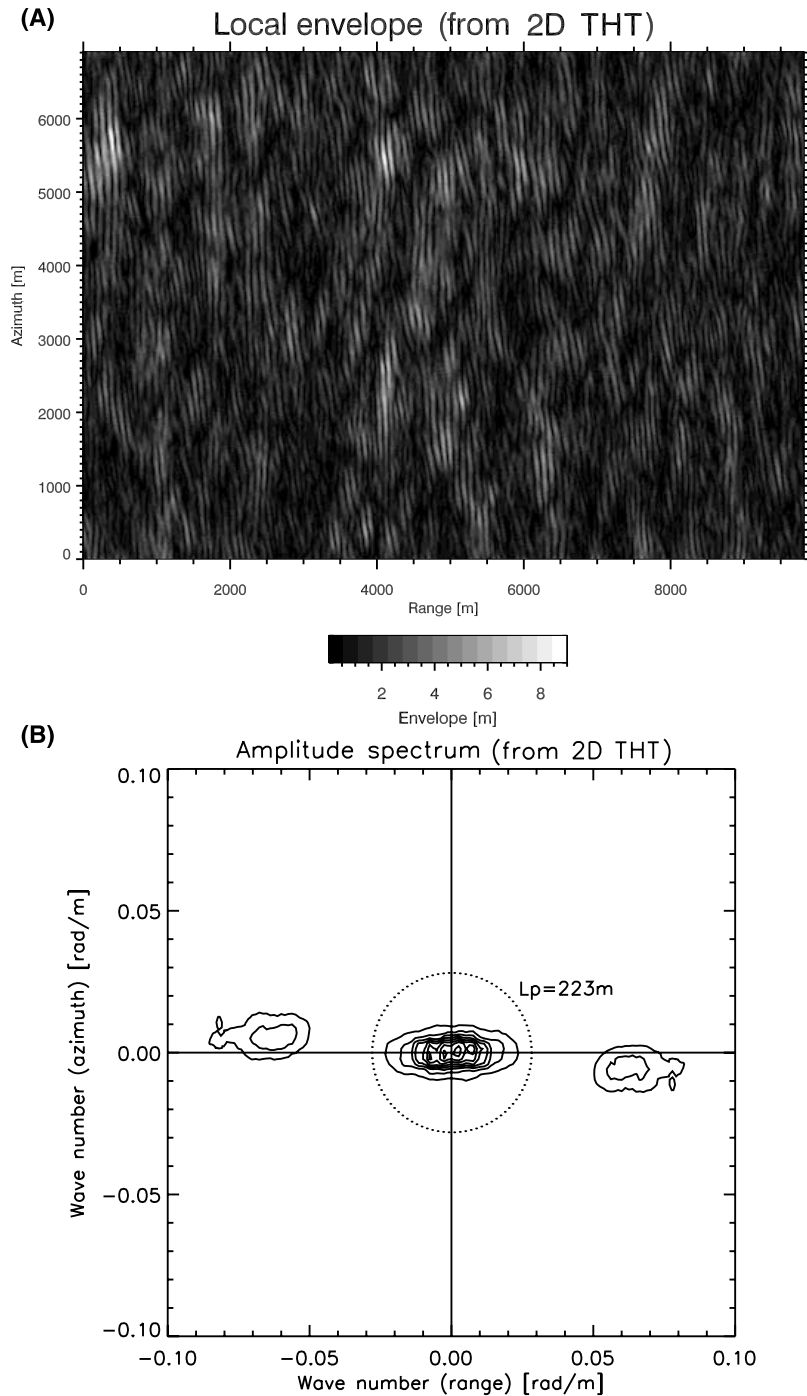 (A)
Local envelope (from 2D THT)
6000
5000
4000
3000
2000
1000
0
Azimuth [m]
0 2000 4000 6000 8000
Range [m]
2 4 6 8
Envelope [m]
(B)
Amplitude spectrum (from 2D THT)
0.10
0.05
0.00
−0.05
−0.10
Wave number (azimuth) [rad/m]
Lp=223m
−0.10 −0.05 0.00 0.05 0.10
Wave number (range) [rad/m]